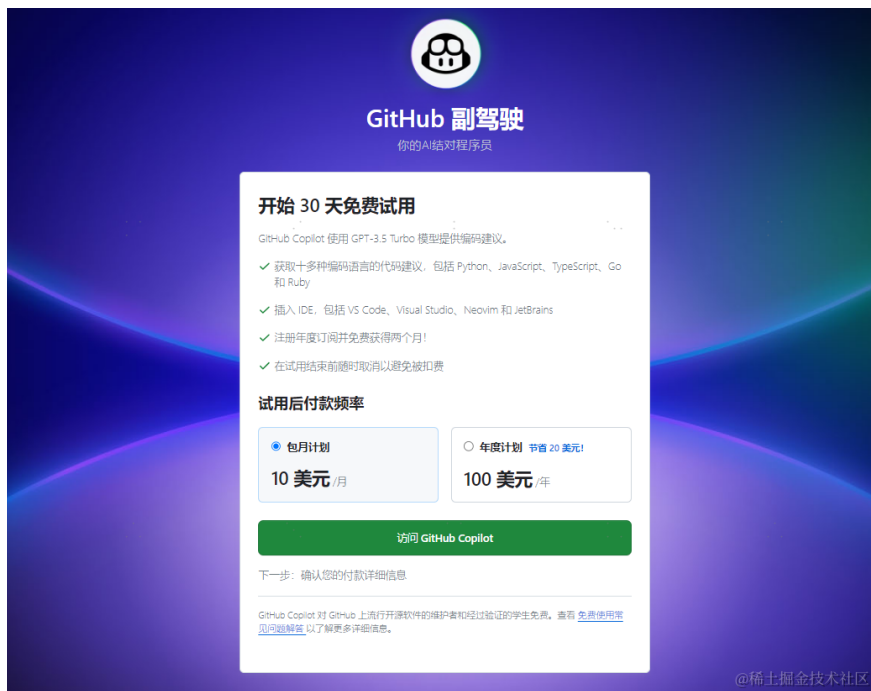 GitHub 副驾驶
你的AI结对程序员
开始 30 天免费试用
GitHub Copilot 使用 GPT-3.5 Turbo 模型提供编码建议。
获取十多种编码语言的代码建议，包括 Python、JavaScript、TypeScript、Go
和 Ruby
插入 IDE，包括 VS Code、Visual Studio、Neovim 和 JetBrains
注册年度订阅并免费获得两个月！
在试用结束前随时取消以避免被扣费
试用后付款频率
包月计划
10 美元 /月
年度计划 节省 20 美元!
100 美元 /年
访问 GitHub Copilot
下一步：确认您的付款详细信息
GitHub Copilot 对 GitHub 上流行开源软件的维护者和经过验证的学生免费。查看 免费使用常
见问题解答 以了解更多详细信息。
@稀土掘金技术社区